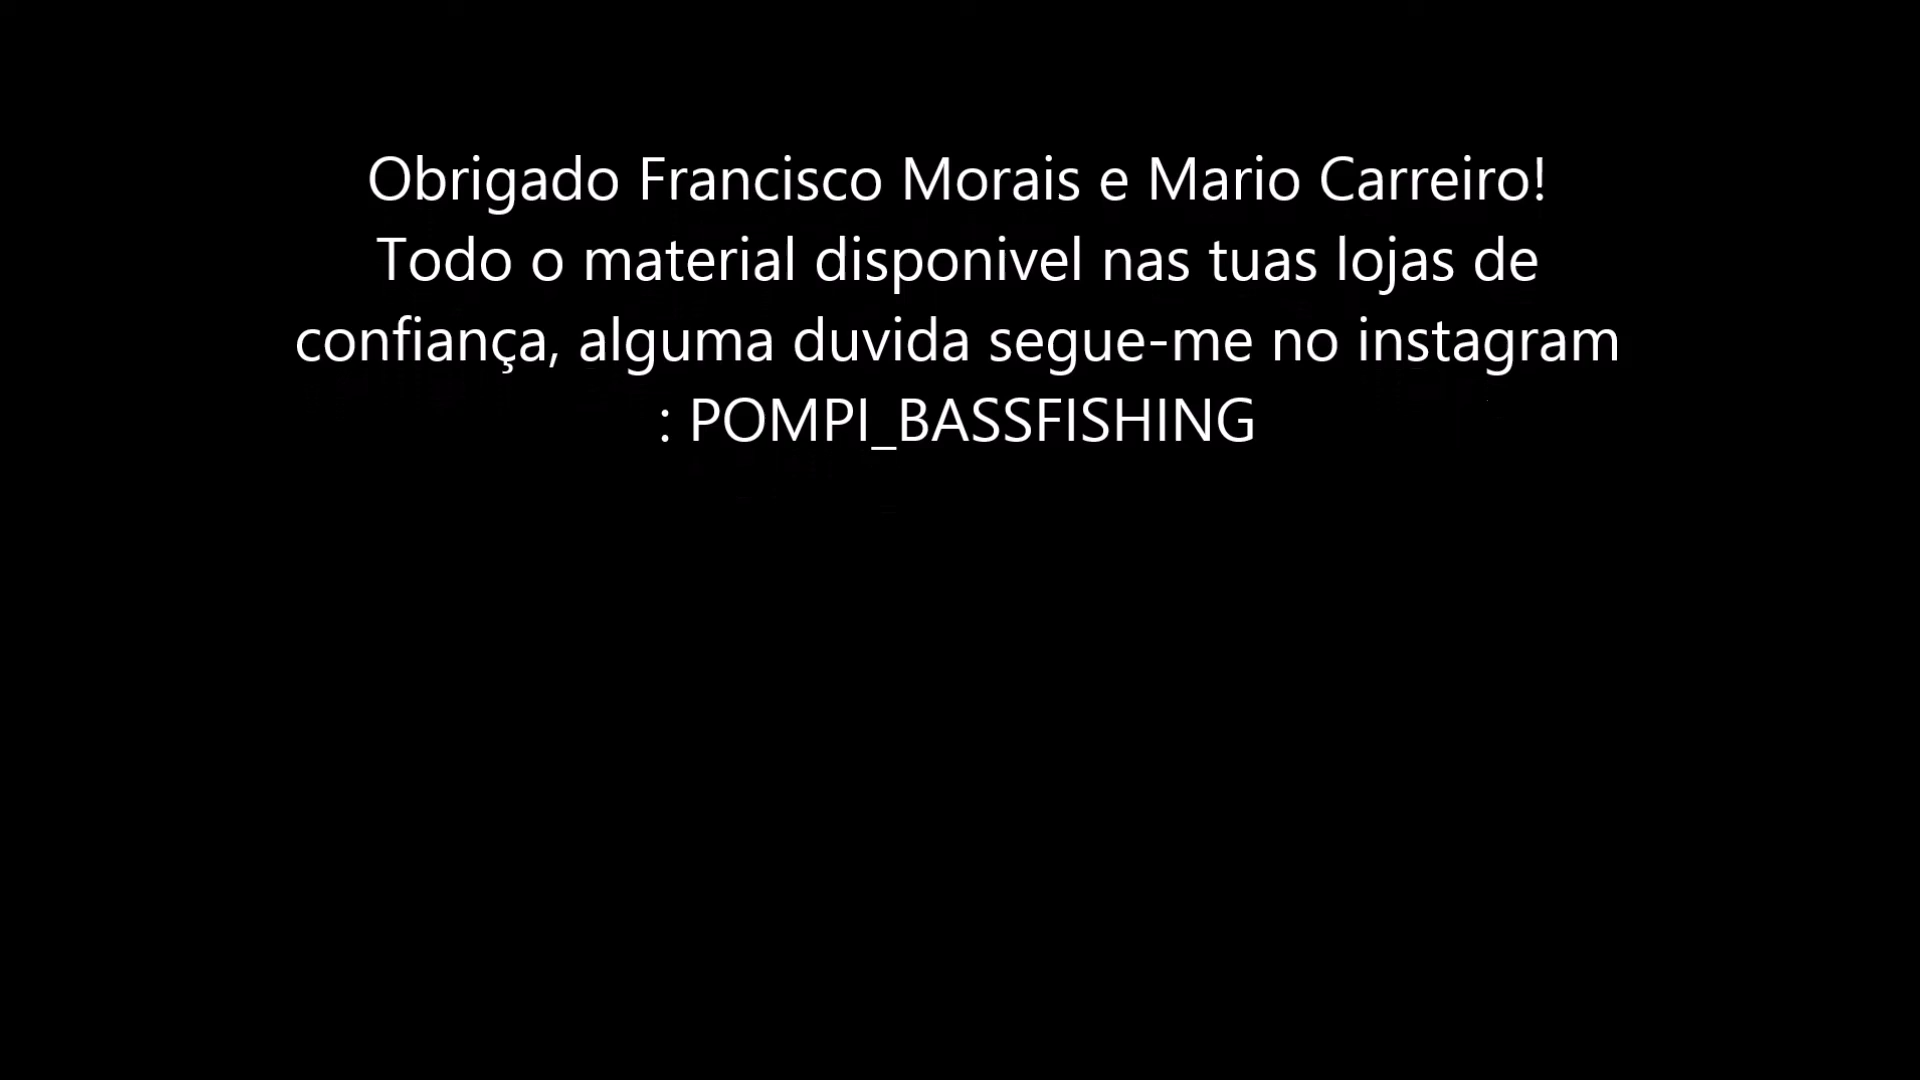 Obrigado Francisco Morais e Mario Carreiro!
Todo o material disponivel nas tuas lojas de
confiança, alguma duvida segue-me no instagram
: POMPI_BASSFISHING